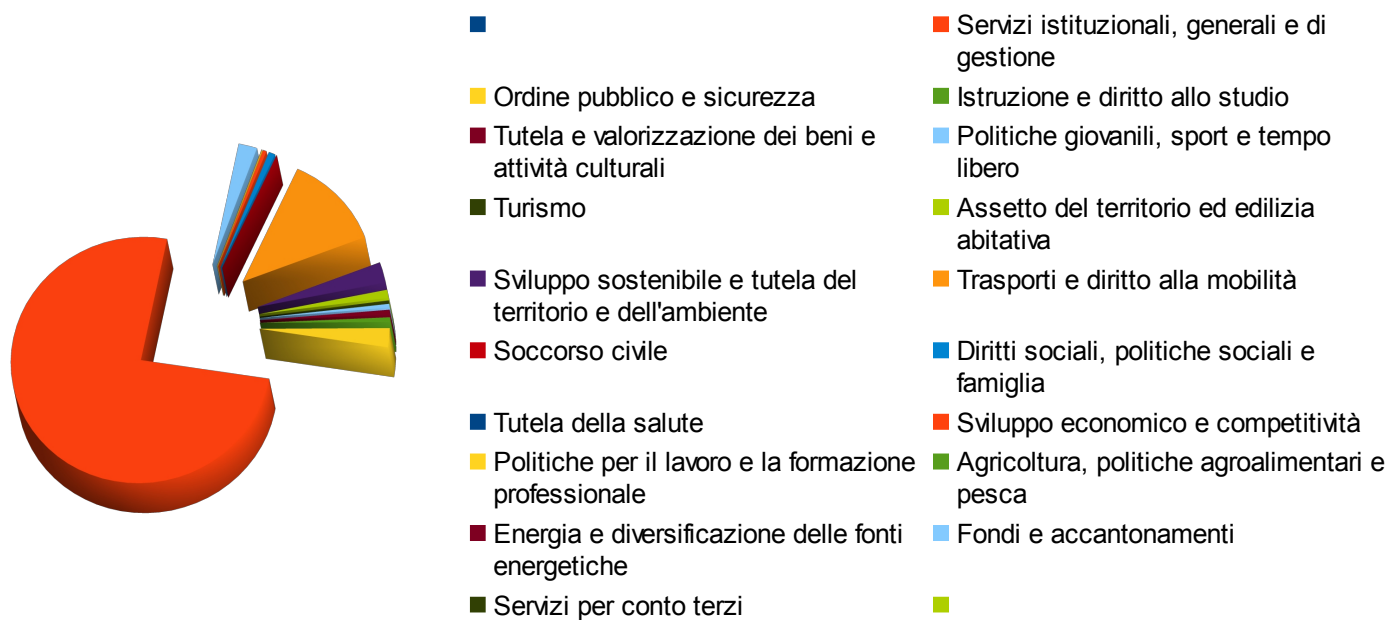 Servizi istituzionali, generali e di
gestione
Ordine pubblico e sicurezza
Istruzione e diritto allo studio
Tutela e valorizzazione dei beni e
attività culturali
Politiche giovanili, sport e tempo
libero
Turismo
Assetto del territorio ed edilizia
abitativa
Sviluppo sostenibile e tutela del
territorio e dell'ambiente
Trasporti e diritto alla mobilità
Soccorso civile
Diritti sociali, politiche sociali e
famiglia
Tutela della salute
Sviluppo economico e competitività
Politiche per il lavoro e la formazione
professionale
Agricoltura, politiche agroalimentari e
pesca
Energia e diversificazione delle fonti
energetiche
Fondi e accantonamenti
Servizi per conto terzi